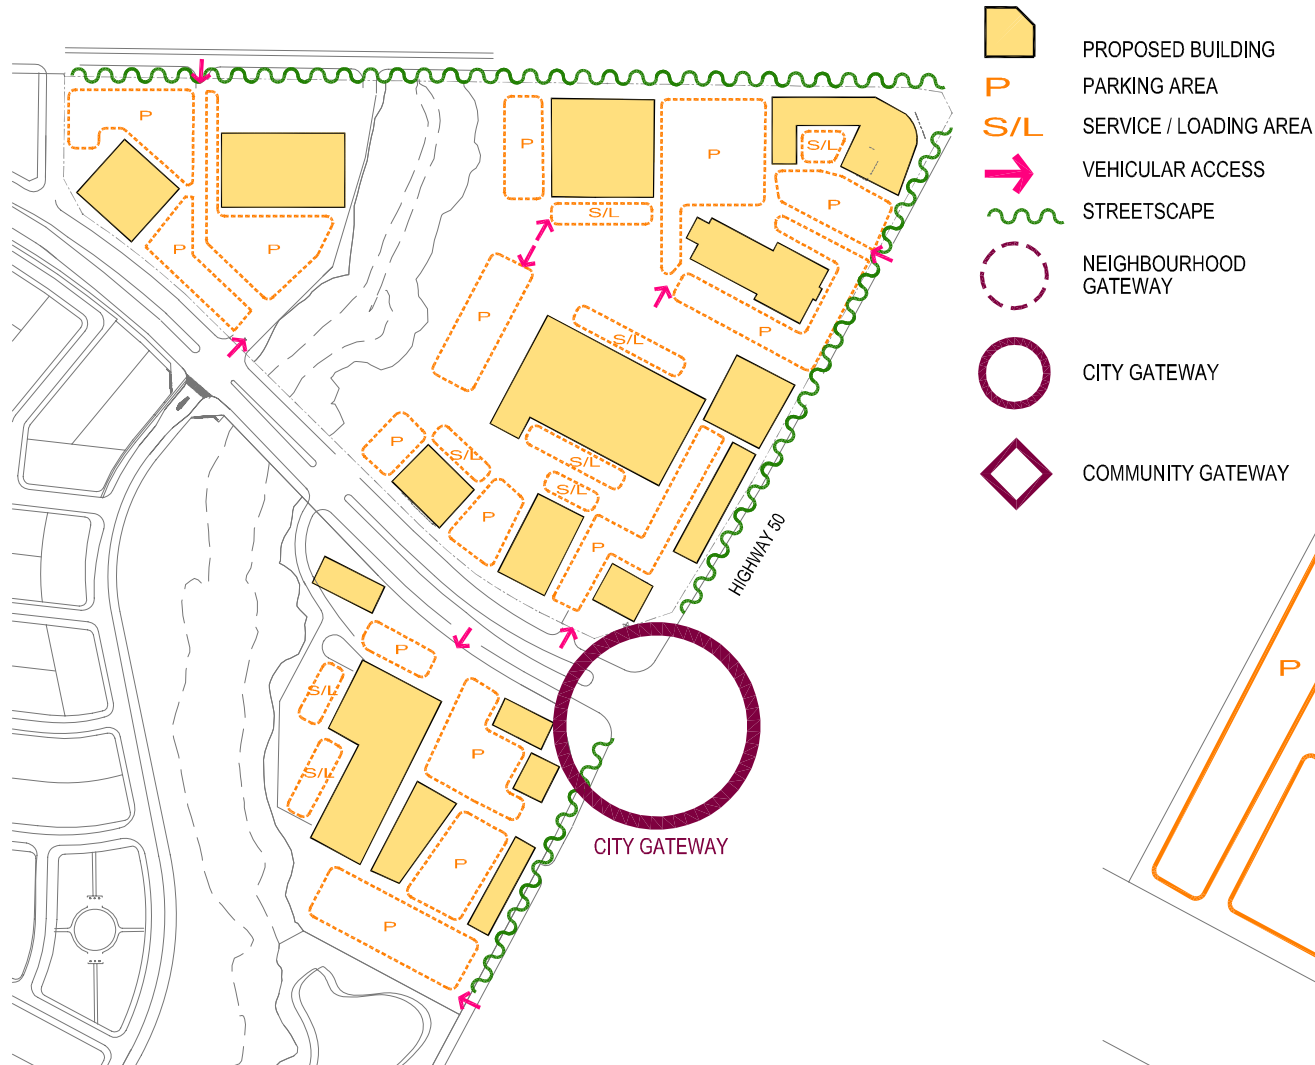 PROPOSED BUILDING
P
PARKING AREA
S/L
SERVICE / LOADING AREA
VEHICULAR ACCESS
STREETSCAPE
NEIGHBOURHOOD
GATEWAY
CITY GATEWAY
COMMUNITY GATEWAY
P
P
P
P
P
S/L
P
S/L
P
P
S/L
P
P
S/L
P
S/L
S/L
S/L
P
P
HIGHWAY 50
P
S/L
P
S/L
P
P
CITY GATEWAY
P